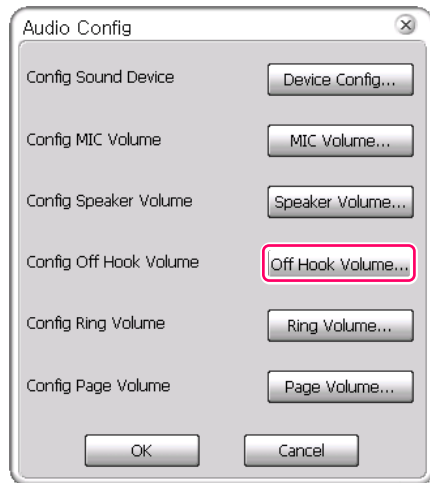 Audio Config
Config Sound Device Device Config...
Config MIC Volume MIC Volume...
Config Speaker Volume Speaker Volume...
Config Off Hook Volume Off Hook Volume...
Config Ring Volume Ring Volume...
Config Page Volume Page Volume...
OK Cancel